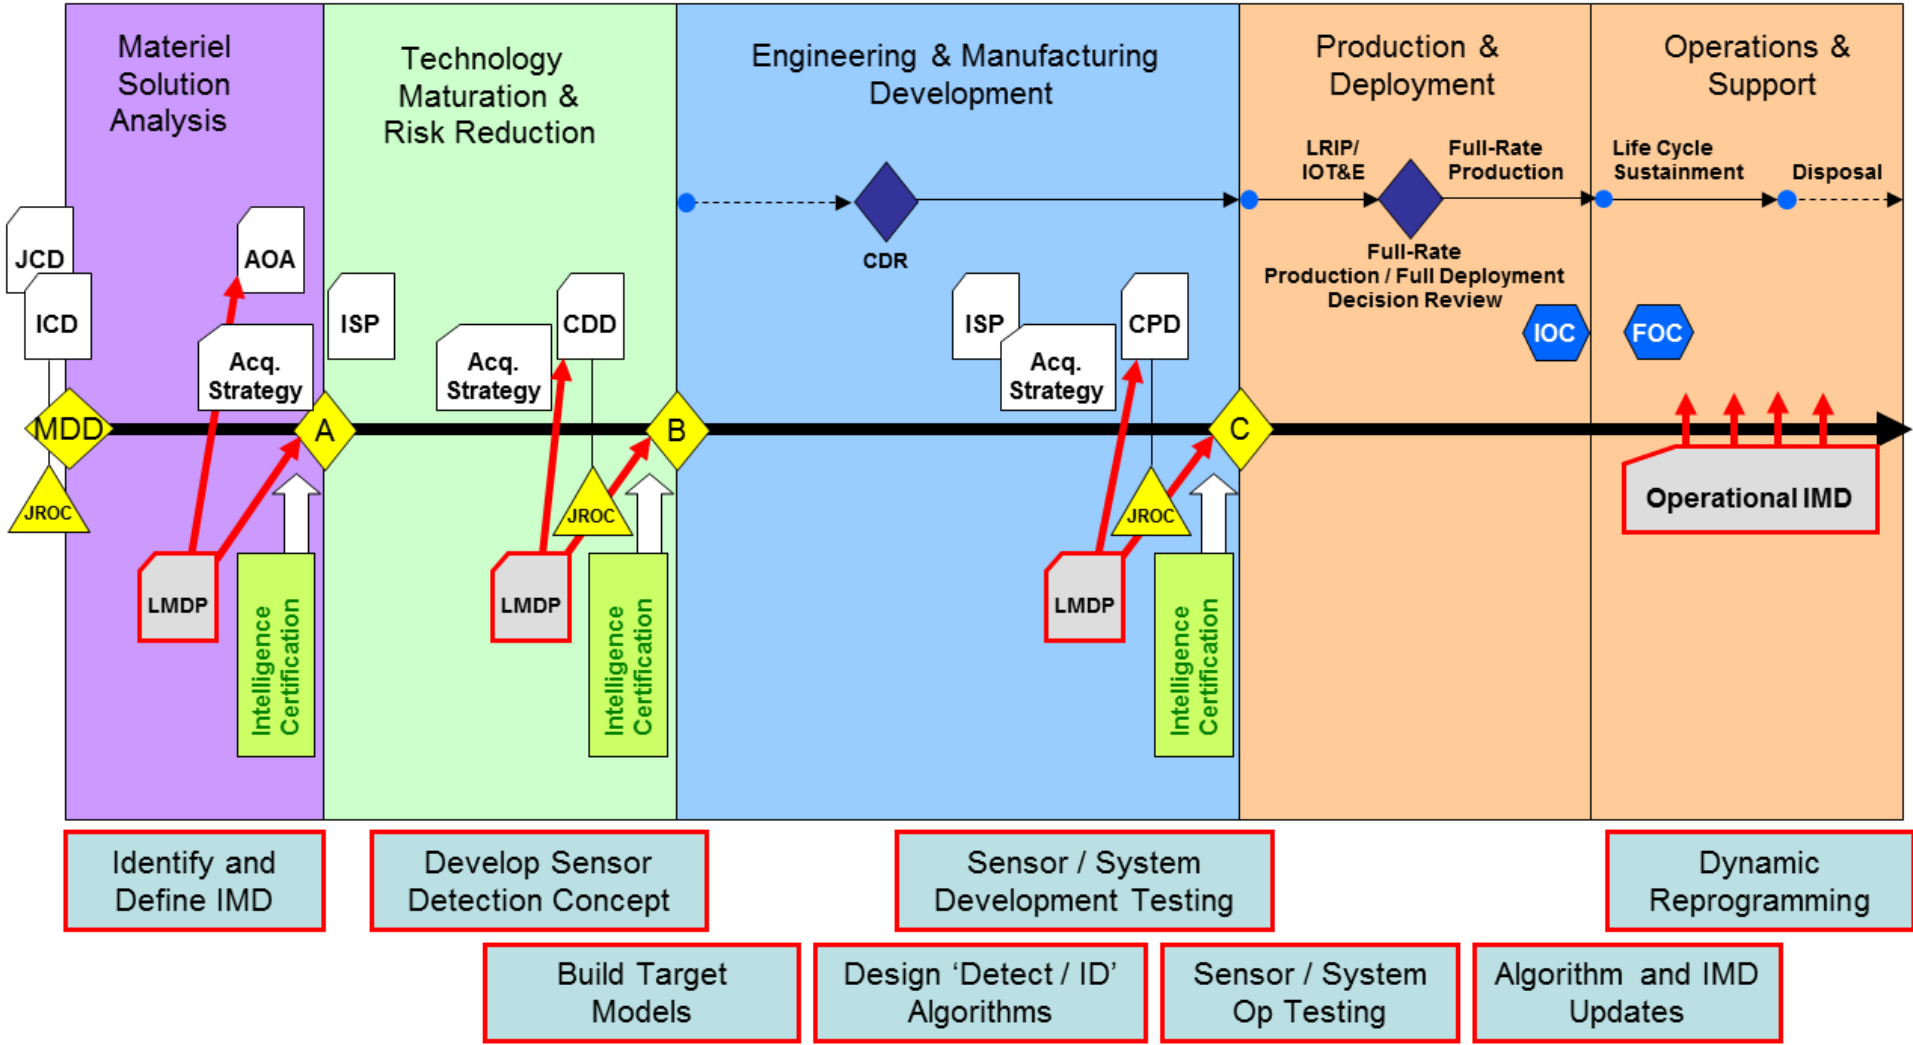 Materiel
Solution
Analysis
Technology
Maturation &
Risk Reduction
Engineering & Manufacturing
Development
Production &
Deployment
Operations &
Support
LRIP/
IOT&E
Full-Rate
Production
Life Cycle
Sustainment
Disposal
CDR
Full-Rate
Production / Full Deployment
Decision Review
JCD
ICD
AOA
Acq.
Strategy
ISP
Acq.
Strategy
CDD
ISP
Acq.
Strategy
CPD
IOC
FOC
MDD
A
B
C
JROC
JROC
JROC
LMDP
LMDP
LMDP
Intelligence
Certification
Intelligence
Certification
Intelligence
Certification
Operational IMD
Identify and
Define IMD
Develop Sensor
Detection Concept
Sensor / System
Development Testing
Dynamic
Reprogramming
Build Target
Models
Design ‘Detect / ID’
Algorithms
Sensor / System
Op Testing
Algorithm and IMD
Updates